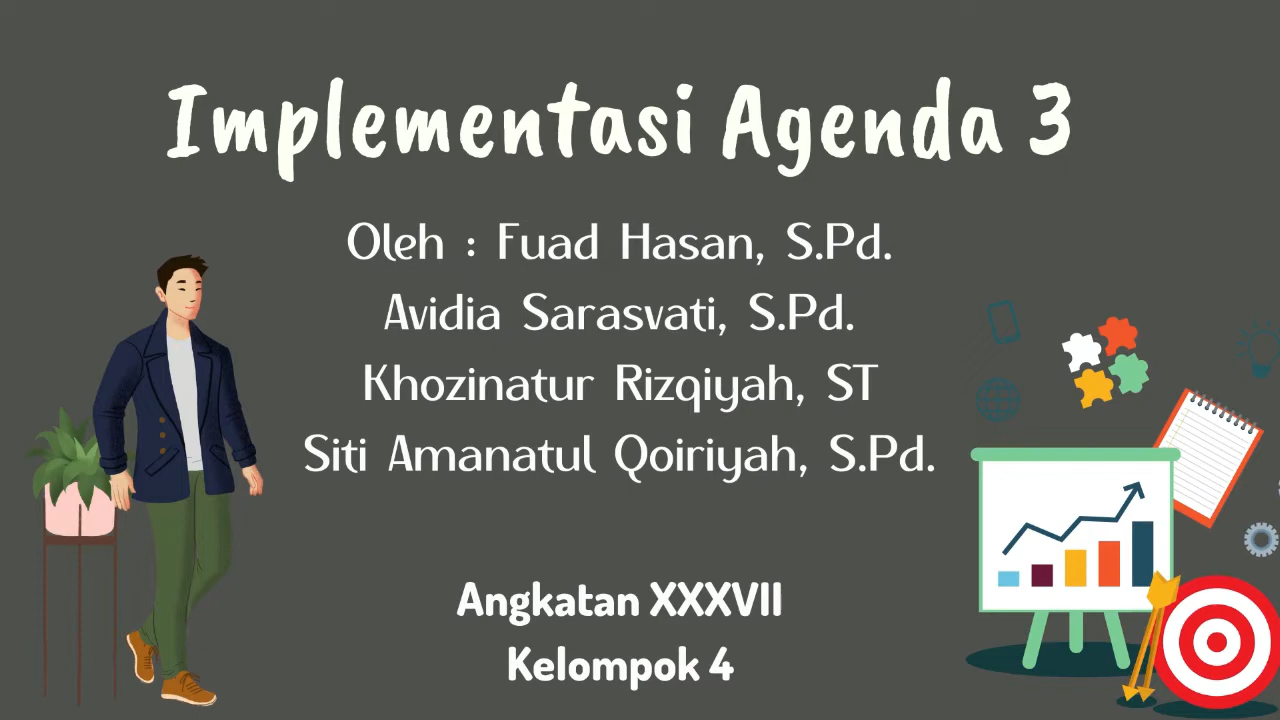 Implementasi Agenda 3
Oleh : Fuad Hasan, S.Pd.
Avidia Sarasvati, S.Pd.
Khozinatur Rizqiyah, ST
Siti Amanatul Qoiriyah, S.Pd.
Angkatan XXXVII
Kelompok 4